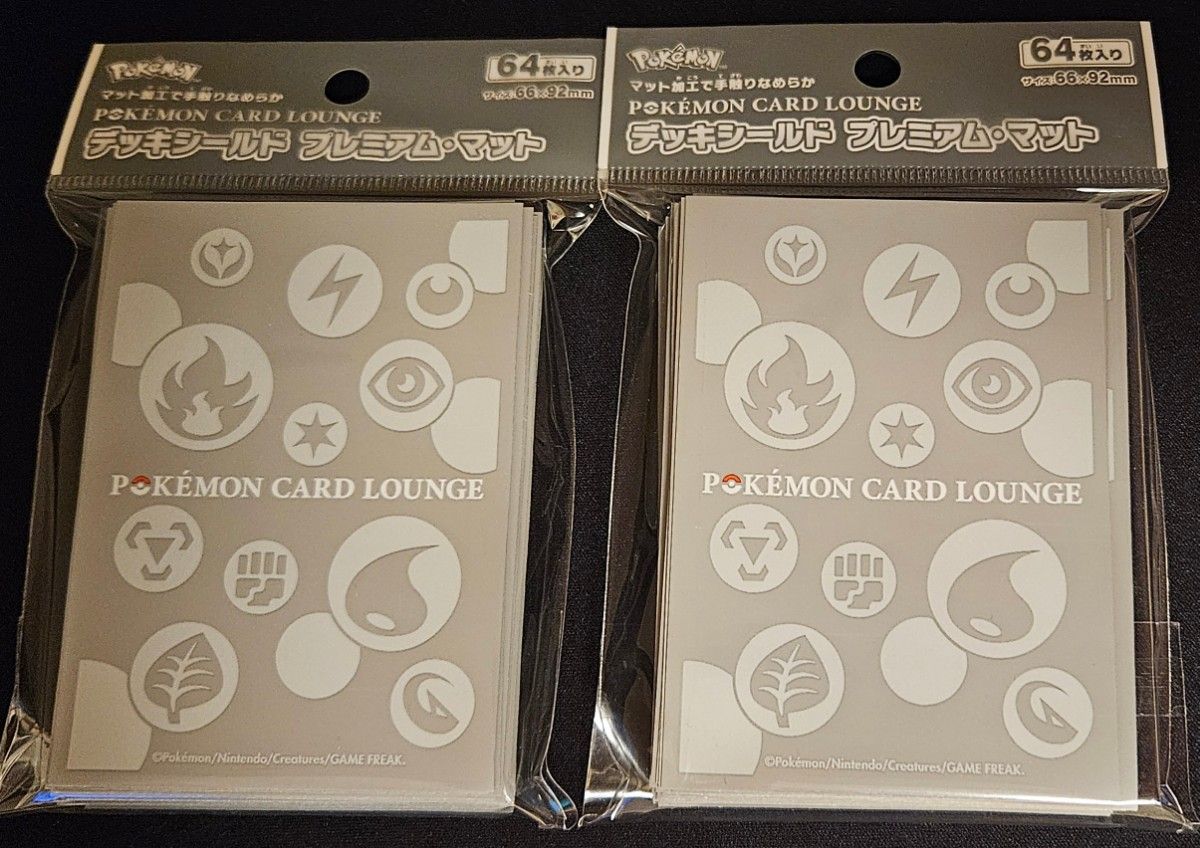 Pokémon
64枚入り
マット加工で手触りなめらか
サイズ:66×92mm
POKÉMON CARD LOUNGE
デッキシールド プレミアム・マット
POKÉMON CARD LOUNGE
©Pokémon/Nintendo/Creatures/GAME FREAK.
Pokémon
64枚入り
マット加工で手触りなめらか
サイズ:66×92mm
POKÉMON CARD LOUNGE
デッキシールド プレミアム・マット
POKÉMON CARD LOUNGE
©Pokémon/Nintendo/Creatures/GAME FREAK.